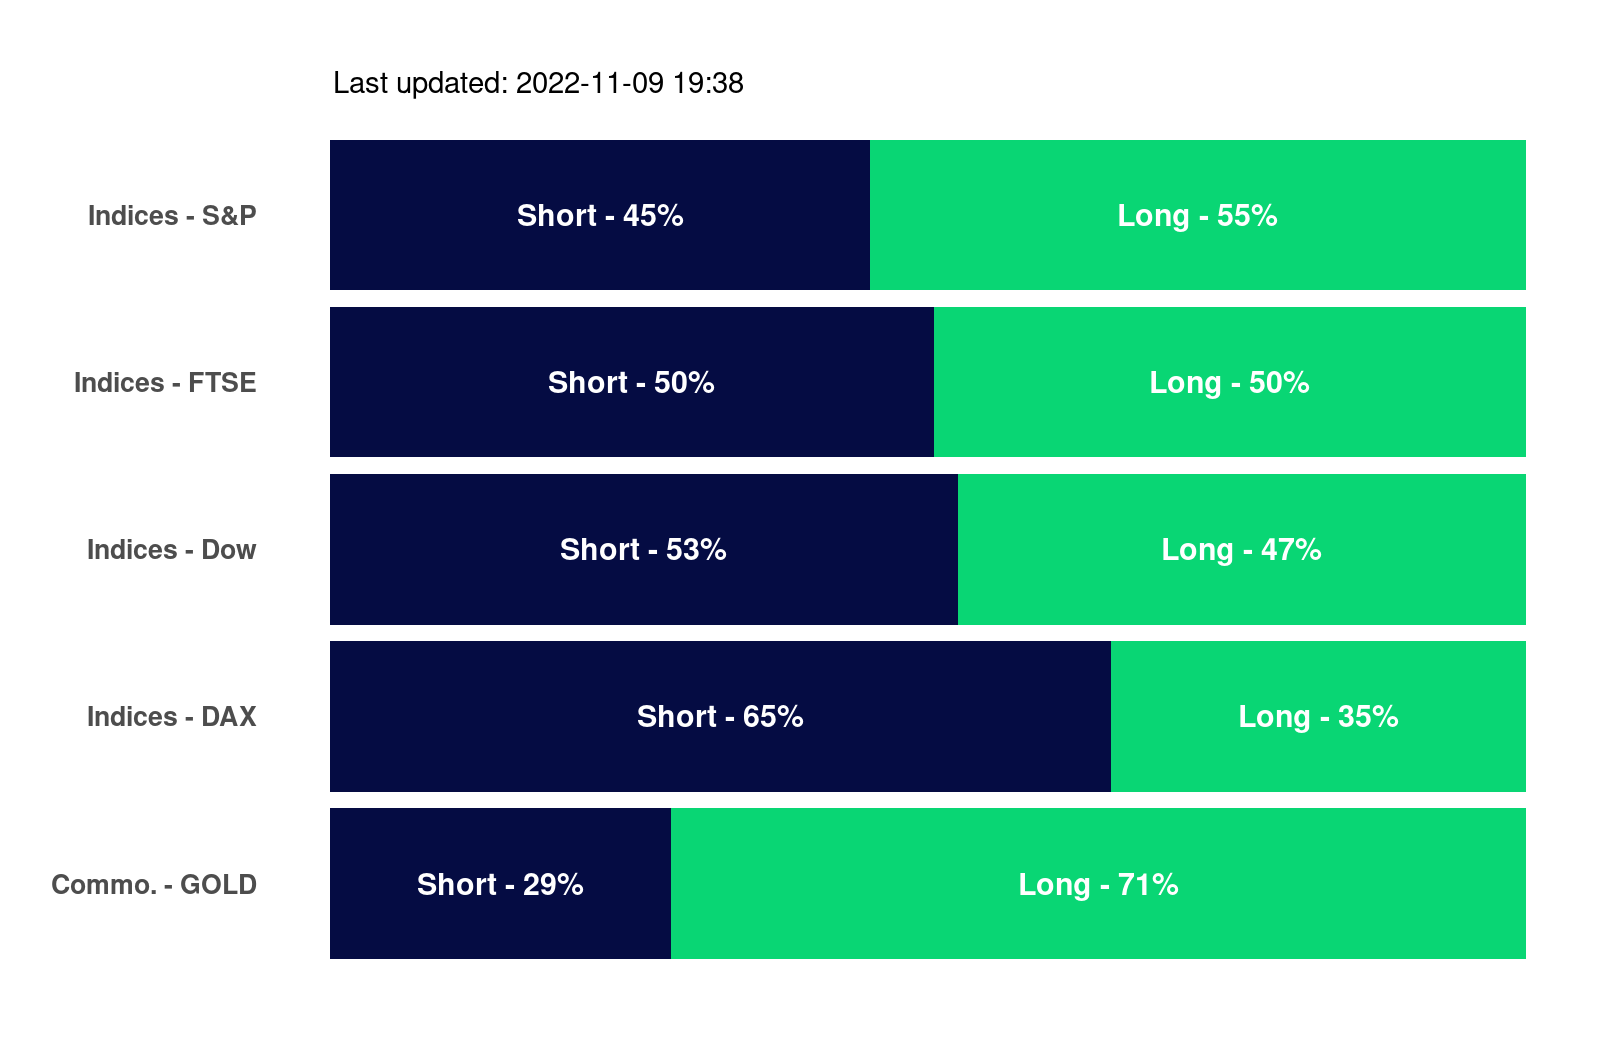 Last updated: 2022-11-09 19:38
Indices - S&P Short - 45% Long - 55%
Indices - FTSE Short - 50% Long - 50%
Indices - Dow Short - 53% Long - 47%
Indices - DAX Short - 65% Long - 35%
Commo. - GOLD Short - 29% Long - 71%